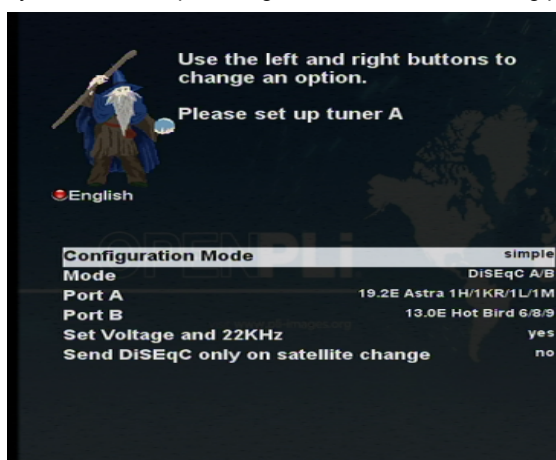 Use the left and right buttons to
change an option.
Please set up tuner A
English
OPENPLi
Configuration Mode simple
Mode DiSEqC A/B
Port A 19.2E Astra 1H/1KR/1L/1M
Port B 13.0E Hot Bird 6/8/9
Set Voltage and 22KHz yes
Send DiSEqC only on satellite change no